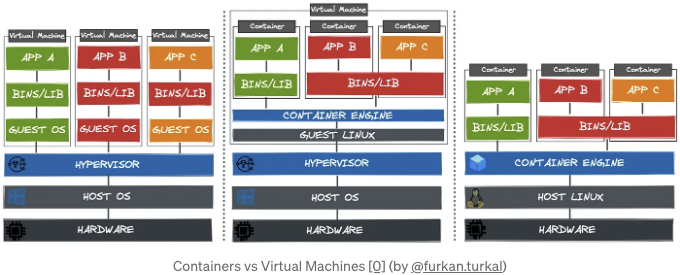 Virtual Machine Virtual Machine Virtual Machine
APP A APP B APP C
BINS/LIB BINS/LIB BINS/LIB
GUEST OS GUEST OS GUEST OS
HYPERVISOR
HOST OS
HARDWARE
Virtual Machine
Container Container Container
APP A APP B APP C
BINS/LIB BINS/LIB
CONTAINER ENGINE
GUEST LINUX
HYPERVISOR
HOST OS
HARDWARE
Container Container Container
APP A APP B APP C
BINS/LIB BINS/LIB
CONTAINER ENGINE
HOST LINUX
HARDWARE
Containers vs Virtual Machines [0] (by @furkan.turkal)